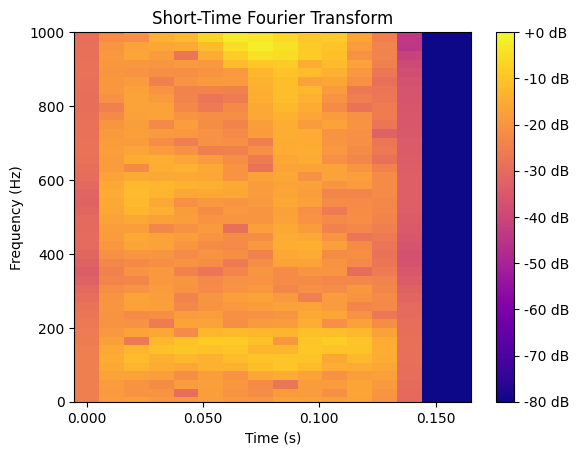 Short-Time Fourier Transform
1000
800
600
400
200
0
Frequency (Hz)
0.000
0.050
0.100
0.150
Time (s)
+0 dB
-10 dB
-20 dB
-30 dB
-40 dB
-50 dB
-60 dB
-70 dB
-80 dB